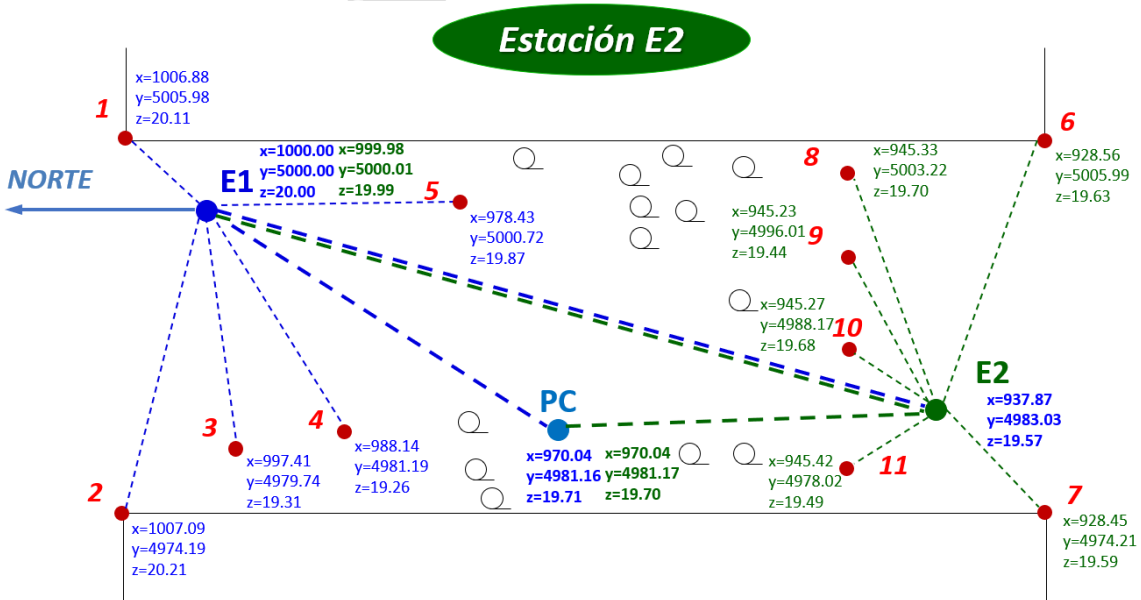 Estación E2
1
x=1006.88
y=5005.98
z=20.11
NORTE
E1
x=1000.00
y=5000.00
z=20.00
x=999.98
y=5000.01
z=19.99
5
x=978.43
y=5000.72
z=19.87
8
x=945.33
y=5003.22
z=19.70
6
x=928.56
y=5005.99
z=19.63
x=945.23
y=4996.01
z=19.44
9
x=945.27
y=4988.17
z=19.68
10
E2
x=937.87
y=4983.03
z=19.57
PC
x=970.04
y=4981.16
z=19.71
x=970.04
y=4981.17
z=19.70
3
x=997.41
y=4979.74
z=19.31
4
x=988.14
y=4981.19
z=19.26
x=945.42
y=4978.02
z=19.49
11
2
x=1007.09
y=4974.19
z=20.21
7
x=928.45
y=4974.21
z=19.59